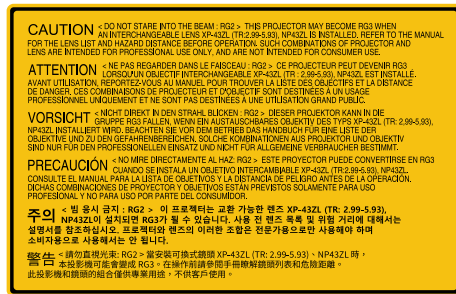 CAUTION < DO NOT STARE INTO THE BEAM : RG2 > THIS PROJECTOR MAY BECOME RG3 WHEN
AN INTERCHANGEABLE LENS XP-43ZL (TR:2.99-5.93), NP43ZL IS INSTALLED. REFER TO THE MANUAL
FOR THE LENS LIST AND HAZARD DISTANCE BEFORE OPERATION. SUCH COMBINATIONS OF PROJECTOR AND
LENS ARE INTENDED FOR PROFESSIONAL USE ONLY, AND ARE NOT INTENDED FOR CONSUMER USE.
ATTENTION < NE PAS REGARDER DANS LE FAISCEAU : RG2 > CE PROJECTEUR PEUT DEVENIR RG3
LORSQU'UN OBJECTIF INTERCHANGEABLE XP-43ZL (TR : 2.99-5.93), NP43ZL EST INSTALLÉ.
AVANT UTILISATION, REPORTEZ-VOUS AU MANUEL POUR TROUVER LA LISTE DES OBJECTIFS ET LA DISTANCE
DE DANGER. CES COMBINAISONS DE PROJECTEUR ET D'OBJECTIF SONT DESTINÉES À UN USAGE
PROFESSIONNEL UNIQUEMENT ET NE SONT PAS DESTINÉES À UNE UTILISATION GRAND PUBLIC.
VORSICHT < NICHT DIREKT IN DEN STRAHL BLICKEN : RG2 > DIESER PROJEKTOR KANN IN DIE
GRUPPE RG3 FALLEN, WENN EIN AUSTAUSCHBARES OBJEKTIV DES TYPS XP-43ZL (TR: 2.99-5.93),
NP43ZL INSTALLIERT WIRD. BEACHTEN SIE VOR DEM BETRIEB DAS HANDBUCH FÜR EINE LISTE DER
OBJEKTIVE UND ZU DEN GEFAHRENBEREICHEN. SOLCHE KOMBINATIONEN AUS PROJEKTOR UND OBJEKTIV
SIND NUR FÜR DEN PROFESSIONELLEN EINSATZ UND NICHT FÜR ALLGEMEINE VERBRAUCHER BESTIMMT.
PRECAUCIÓN < NO MIRE DIRECTAMENTE AL HAZ: RG2 > ESTE PROYECTOR PUEDE CONVERTIRSE EN RG3
CUANDO SE INSTALA UN OBJETIVO INTERCAMBIABLE XP-43ZL (TR: 2.99-5.93), NP43ZL.
CONSULTE EL MANUAL PARA LA LISTA DE OBJETIVOS Y LA DISTANCIA DE PELIGRO ANTES DE LA OPERACIÓN.
DICHAS COMBINACIONES DE PROYECTOR Y OBJETIVOS ESTÁN PREVISTOS SOLAMENTE PARA USO
PROFESIONAL Y NO PARA USO POR PARTE DEL CONSUMIDOR.
주의 < 빔 응시 금지 : RG2 > 이 프로젝터는 교환 가능한 렌즈 XP-43ZL (TR: 2.99-5.93),
NP43ZL이 설치되면 RG3가 될 수 있습니다. 사용 전 렌즈 목록 및 위험 거리에 대해서는
설명서를 참조하십시오. 프로젝터와 렌즈의 이러한 조합은 전문가용으로만 사용해야 하며
소비자용으로 사용해서는 안 됩니다.
警告 < 請勿直視光束: RG2 > 當安裝可換式鏡頭 XP-43ZL (TR: 2.99-5.93)、NP43ZL 時，
本投影機可能會變成 RG3。在操作前請參閱手冊瞭解鏡頭列表和危險距離。
此投影機和鏡頭的組合僅供專業用途，不供客戶使用。